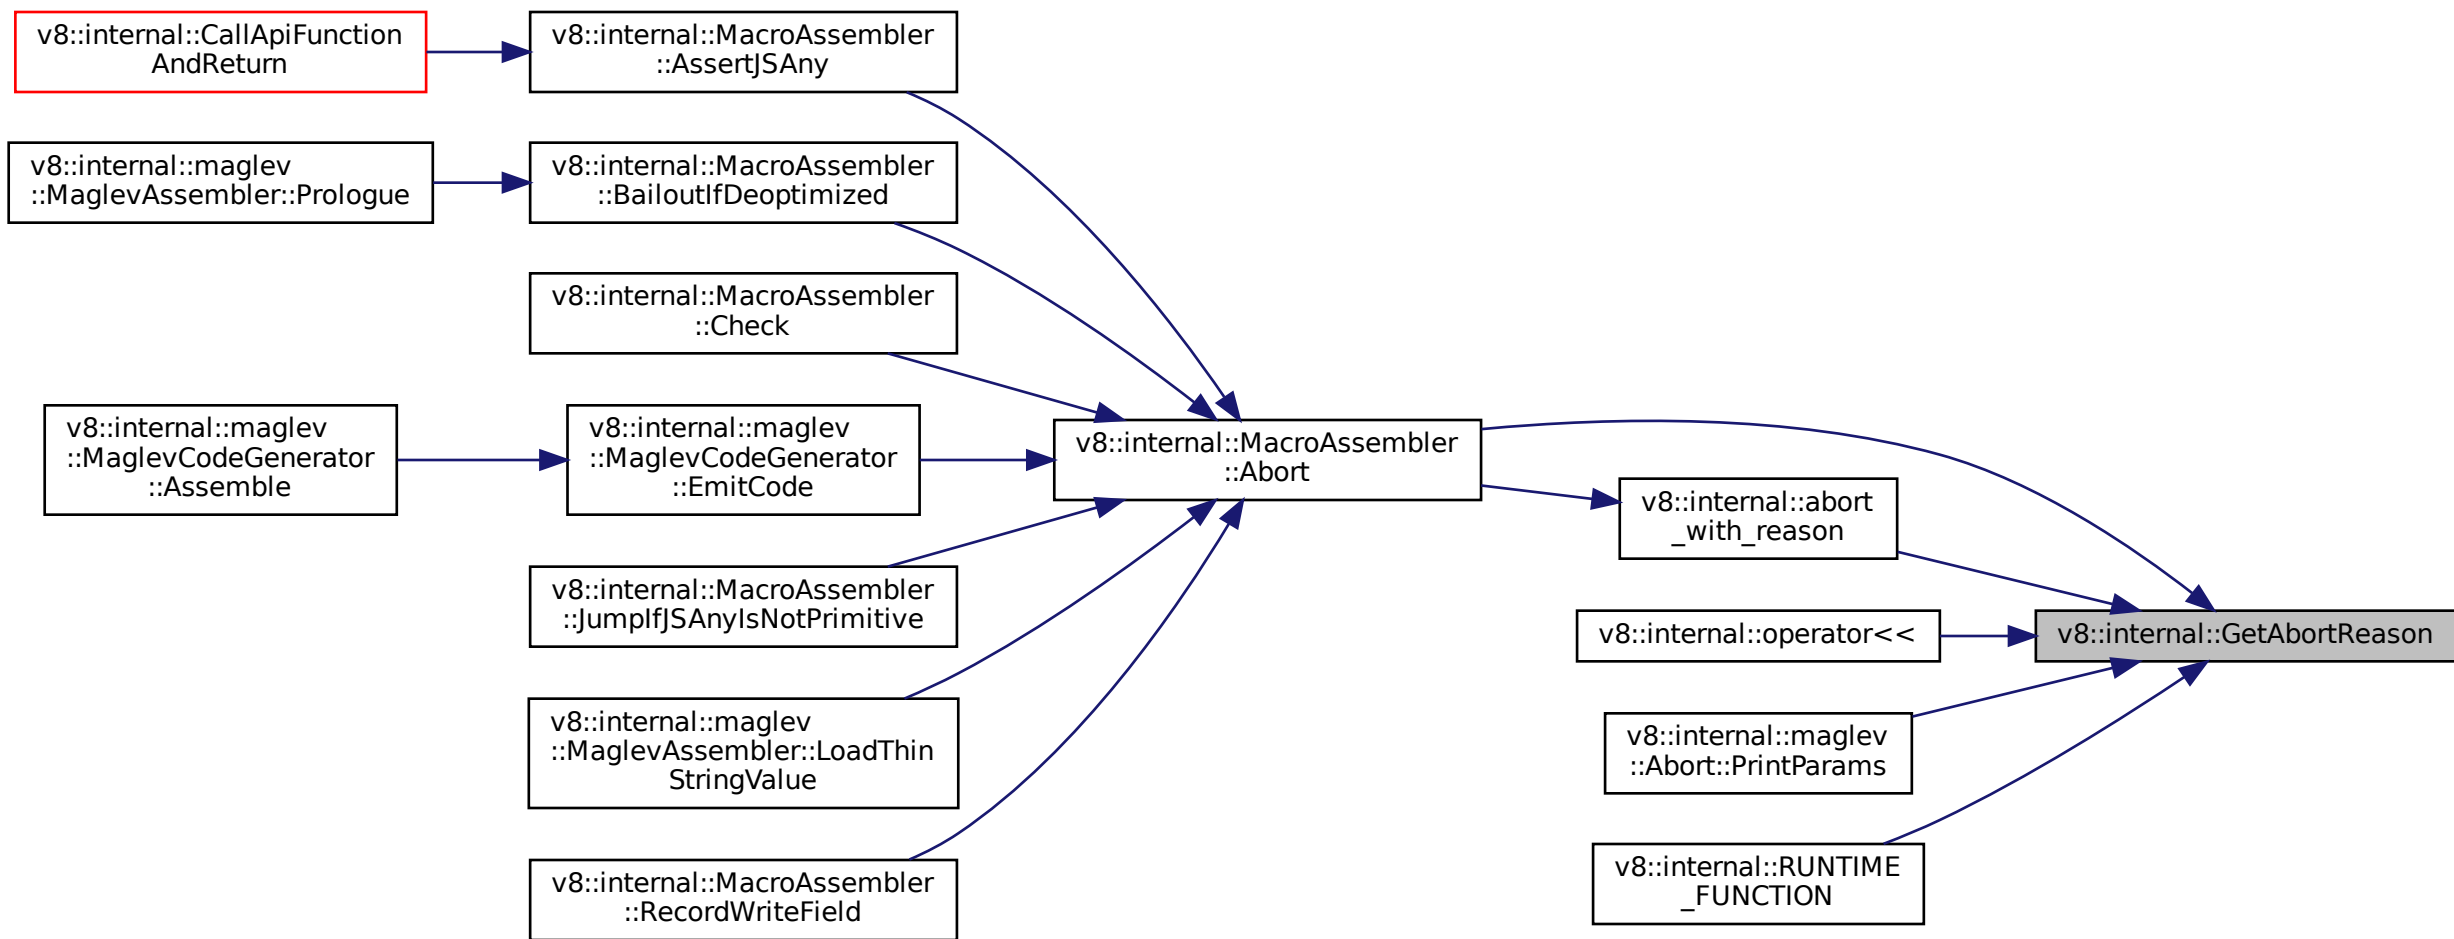 v8::internal::CallApiFunction
AndReturn
v8::internal::MacroAssembler
::AssertJSAny
v8::internal::maglev
::MaglevAssembler::Prologue
v8::internal::MacroAssembler
::BailoutIfDeoptimized
v8::internal::MacroAssembler
::Check
v8::internal::maglev
::MaglevCodeGenerator
::Assemble
v8::internal::maglev
::MaglevCodeGenerator
::EmitCode
v8::internal::MacroAssembler
::Abort
v8::internal::abort
_with_reason
v8::internal::MacroAssembler
::JumpIfJSAnyIsNotPrimitive
v8::internal::operator<<
v8::internal::GetAbortReason
v8::internal::maglev
::MaglevAssembler::LoadThin
StringValue
v8::internal::maglev
::Abort::PrintParams
v8::internal::MacroAssembler
::RecordWriteField
v8::internal::RUNTIME
_FUNCTION